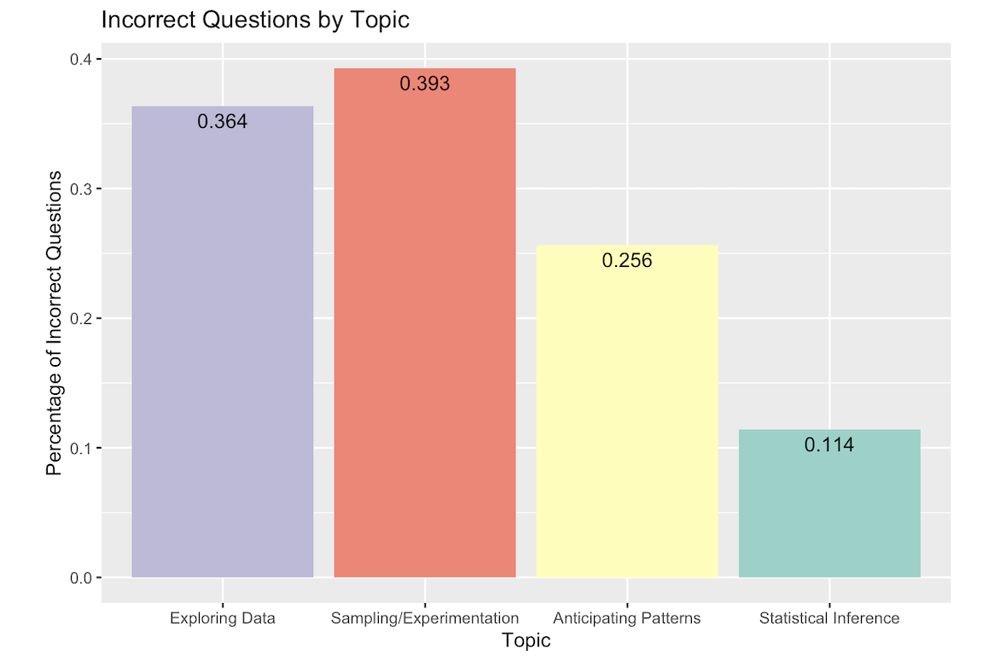 Incorrect Questions by Topic
Percentage of Incorrect Questions
0.4
0.3
0.2
0.1
0.0
0.364
0.393
0.256
0.114
Exploring Data
Sampling/Experimentation
Anticipating Patterns
Statistical Inference
Topic